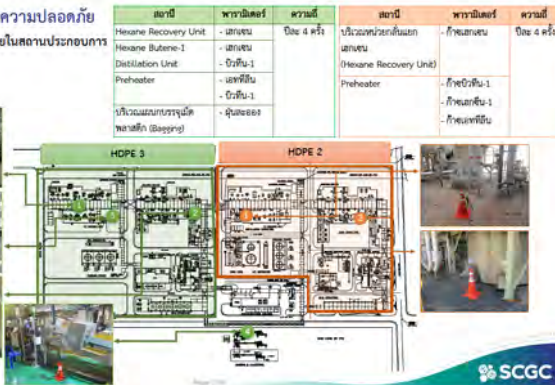 ความปลอดภัย
ยในสถานประกอบการ
สถานี พารามิเตอร์ ความถี่
Hexane Recovery Unit - เฮกเซน ปีละ 4 ครั้ง
Hexane Butene-1 - เฮกเซน
Distillation Unit - บิวทีน-1
Preheater - เอททีลีน
- บิวทีน-1
บริเวณแผนกบรรจุเม็ด - ฝุ่นละออง
พลาสติก (Bagging)
สถานี พารามิเตอร์ ความถี่
บริเวณหน่วยกลั่นแยก - ก๊าซเฮกเซน ปีละ 4 ครั้ง
เฮกเซน
(Hexane Recovery Unit)
Preheater - ก๊าซบิวทีน-1
- ก๊าซเฮกซีน-1
- ก๊าซเอททีลีน
HDPE 3
HDPE 2
1
2
1
2
4
SCGC